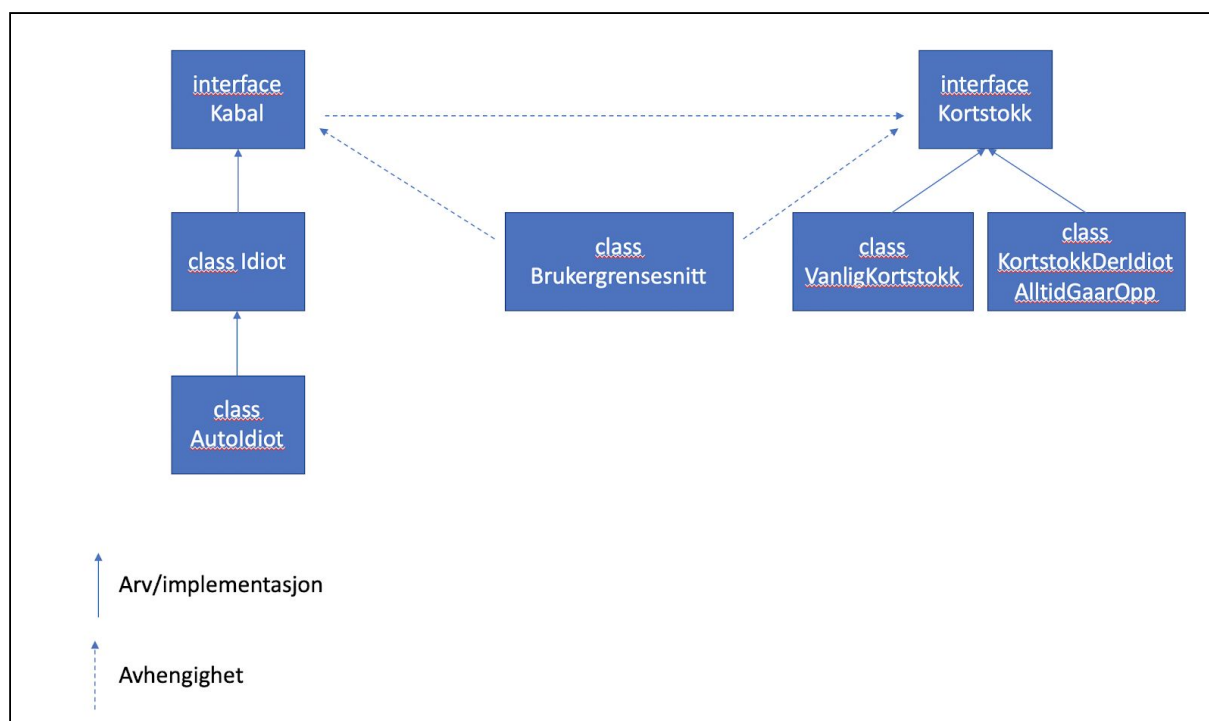 interface
Kabal
interface
Kortstokk
class Idiot
class
Brukergrensesnitt
class
VanligKortstokk
class
KortstokkDerIdiot
AlltidGaarOpp
class
AutoIdiot
Arv/implementasjon
Avhengighet